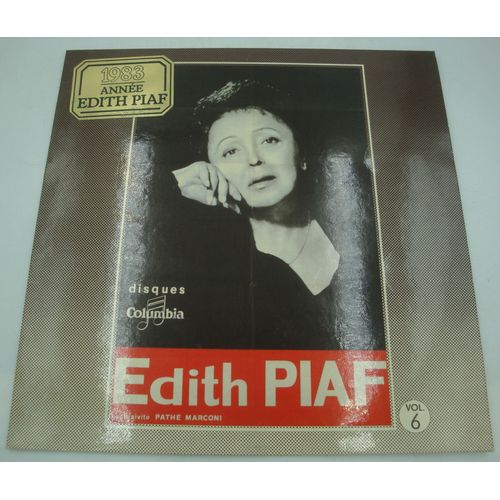 1983
ANNÉE
EDITH PIAF
disques
Columbia
Edith PIAF
PATHE MARCONI
VOL.
6